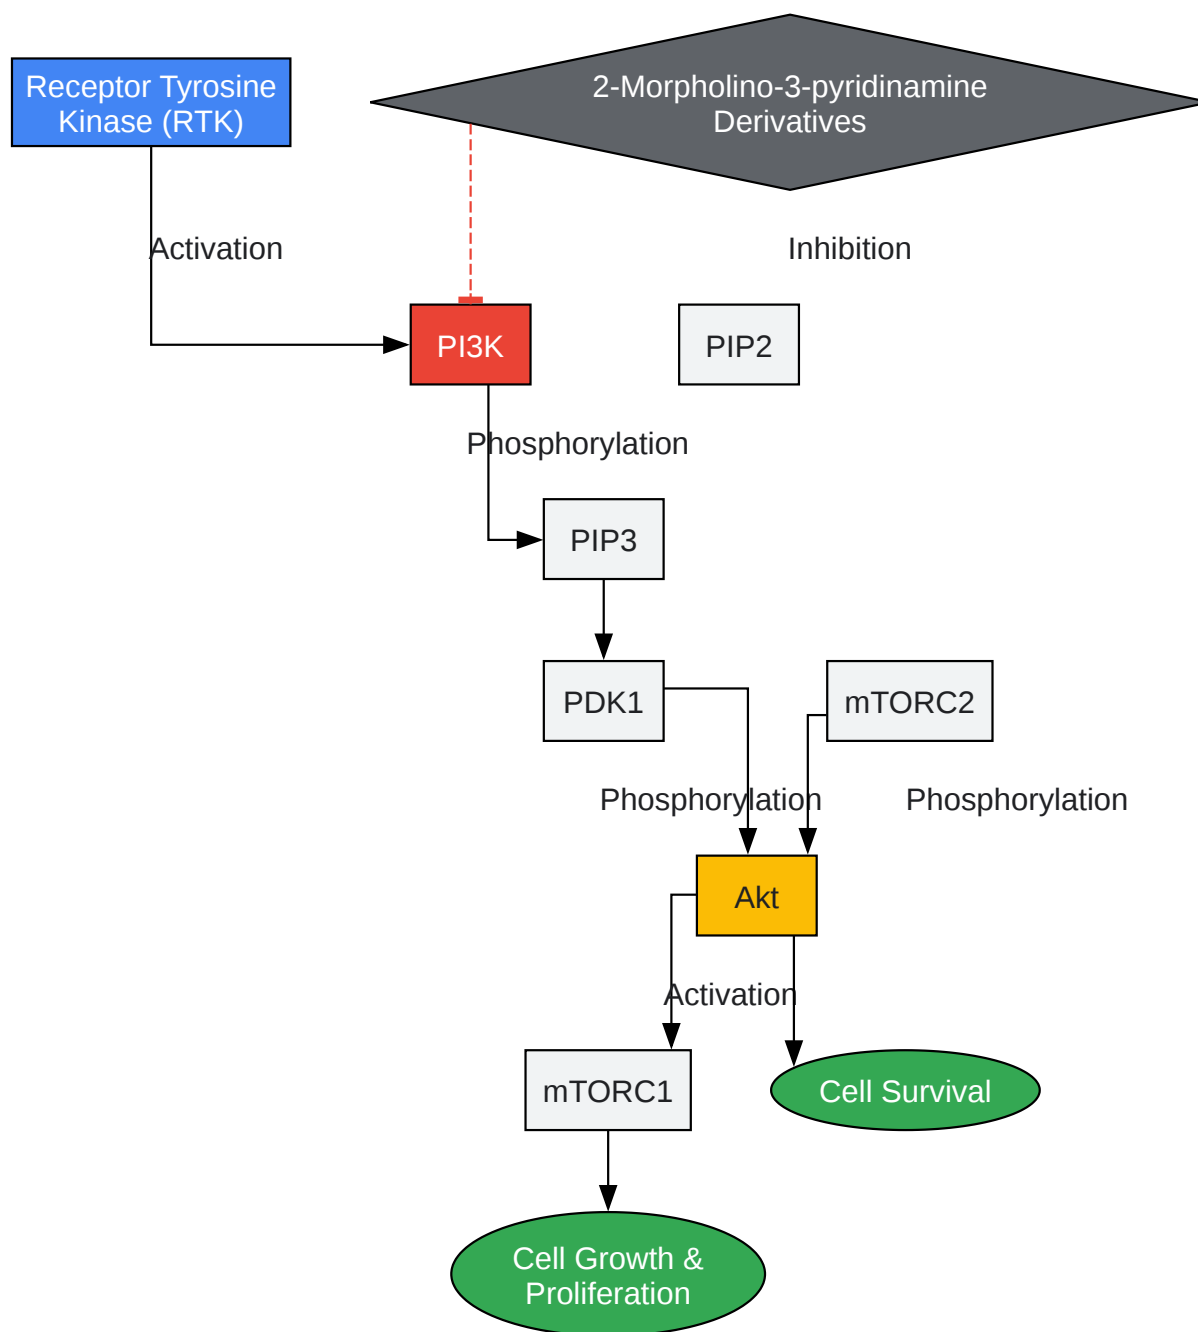 Receptor Tyrosine
Kinase (RTK)
2-Morpholino-3-pyridinamine
Derivatives
Activation
Inhibition
PI3K
PIP2
Phosphorylation
PIP3
PDK1
mTORC2
Phosphorylation
Phosphorylation
Akt
Activation
mTORC1
Cell Survival
Cell Growth &
Proliferation